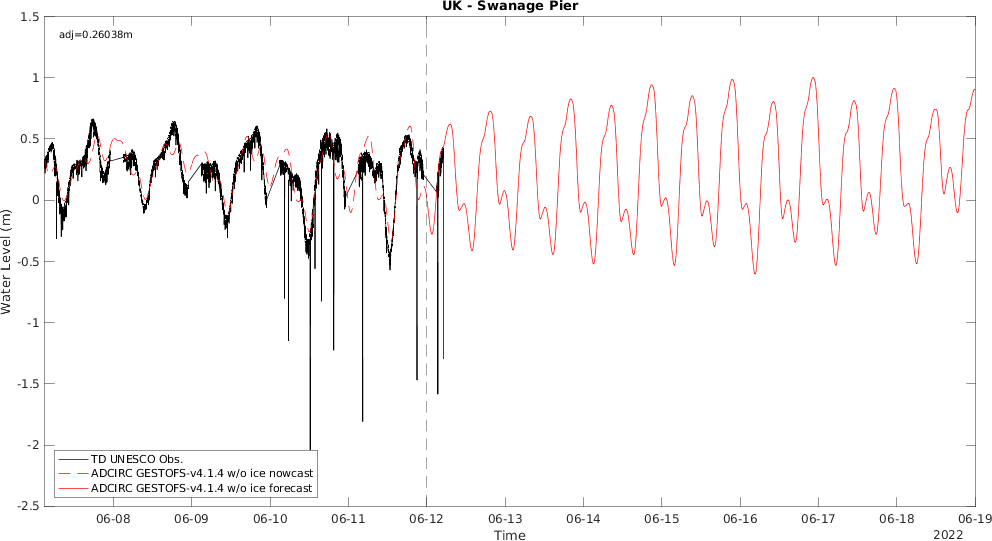 UK - Swanage Pier
adj=0.26038m
Water Level (m)
1.5
1
0.5
0
-0.5
-1
-1.5
-2
-2.5
TD UNESCO Obs.
ADCIRC GESTOFS-v4.1.4 w/o ice nowcast
ADCIRC GESTOFS-v4.1.4 w/o ice forecast
06-08 06-09 06-10 06-11 06-12 06-13 06-14 06-15 06-16 06-17 06-18 06-19
Time
2022